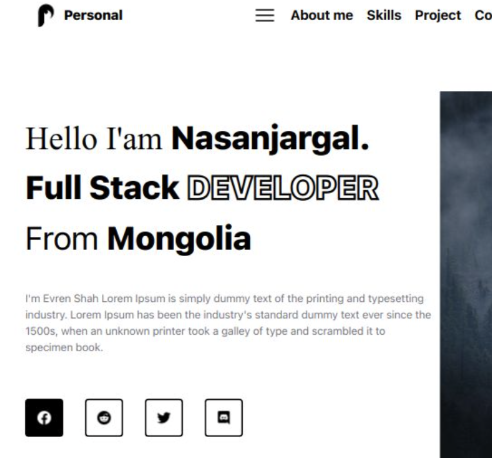 Personal
About me Skills Project Co
Hello I'am Nasanjargal.
Full Stack DEVELOPER
From Mongolia
I'm Evren Shah Lorem Ipsum is simply dummy text of the printing and typesetting
industry. Lorem Ipsum has been the industry's standard dummy text ever since the
1500s, when an unknown printer took a galley of type and scrambled it to
specimen book.